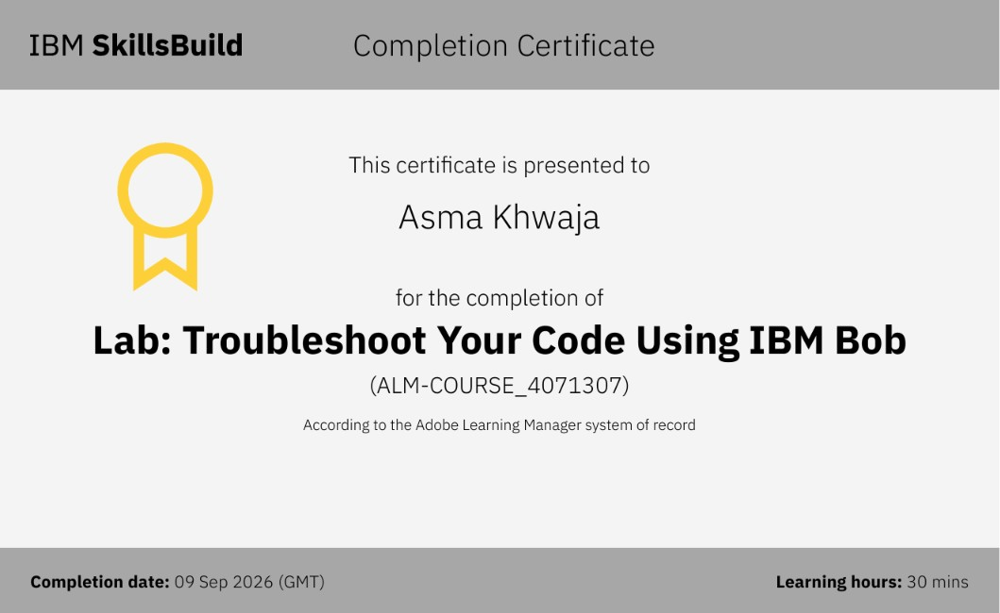 IBM SkillsBuild
Completion Certificate
This certificate is presented to
Asma Khwaja
for the completion of
Lab: Troubleshoot Your Code Using IBM Bob
(ALM-COURSE_4071307)
According to the Adobe Learning Manager system of record
Completion date: 09 Sep 2026 (GMT)
Learning hours: 30 mins